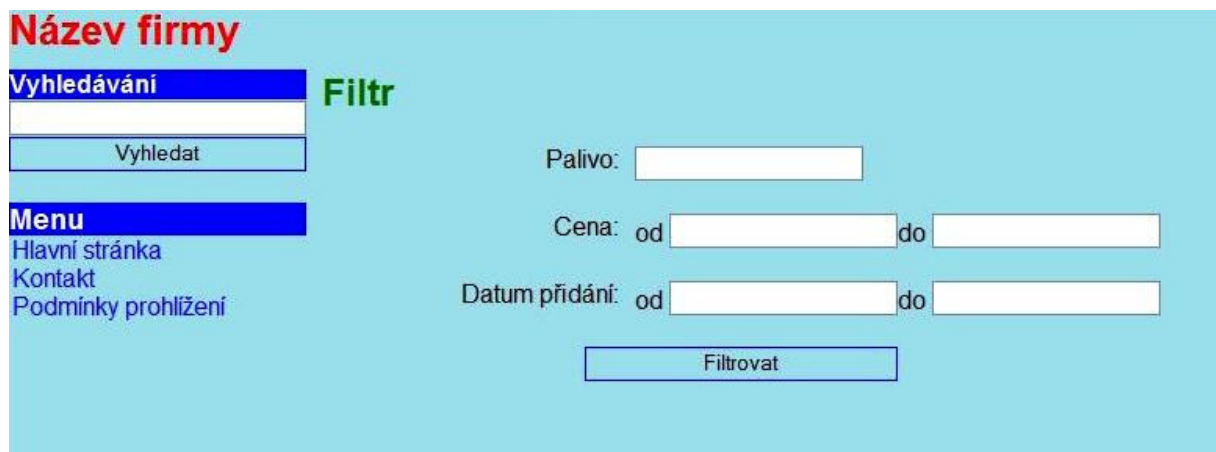 Název firmy
Vyhledávání
Vyhledat
Menu
Hlavní stránka
Kontakt
Podmínky prohlížení
Filtr
Palivo:
Cena: od do
Datum přidání: od do
Filtrovat